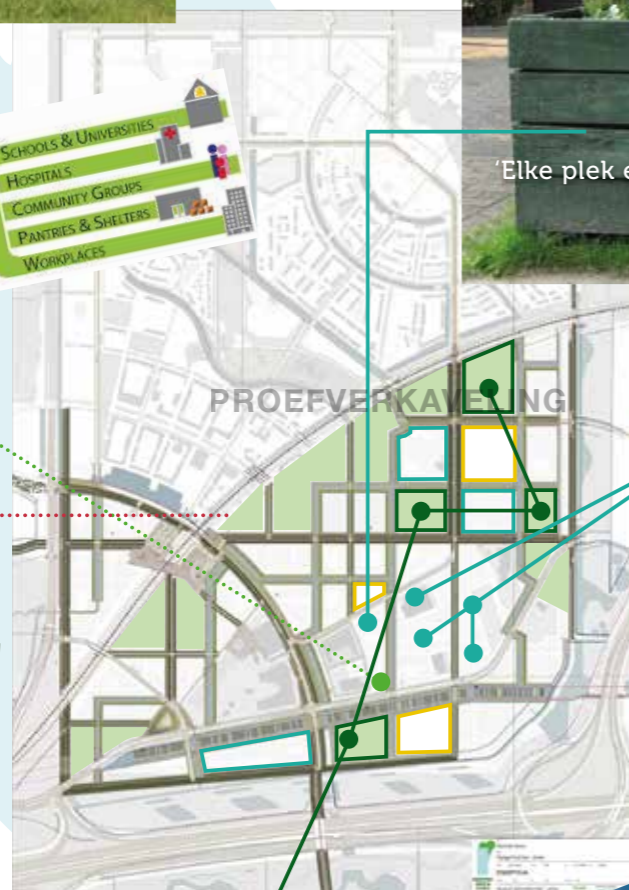 SCHOOLS & UNIVERSITIES
HOSPITALS
COMMUNITY GROUPS
PANTRIES & SHELTERS
WORKPLACES
'Elke plek e
PROEFVERKAVELING